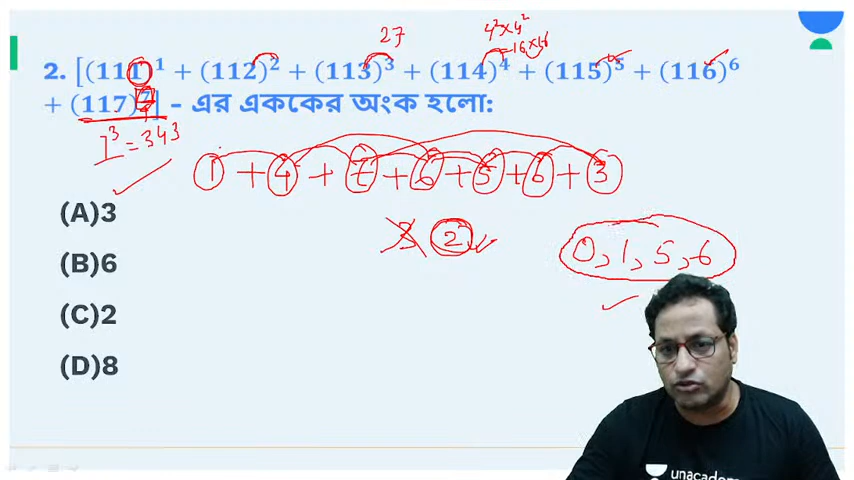 27
4²×4²
=16×16
2. [(111)¹ + (112)² + (113)³ + (114)⁴ + (115)⁵ + (116)⁶
+ (117)⁷] - এর এককের অংক হলো:
7³ = 343
1 + 4 + 7 + 6 + 5 + 6 + 3
2
0, 1, 5, 6
(A)3
(B)6
(C)2
(D)8
unacadem